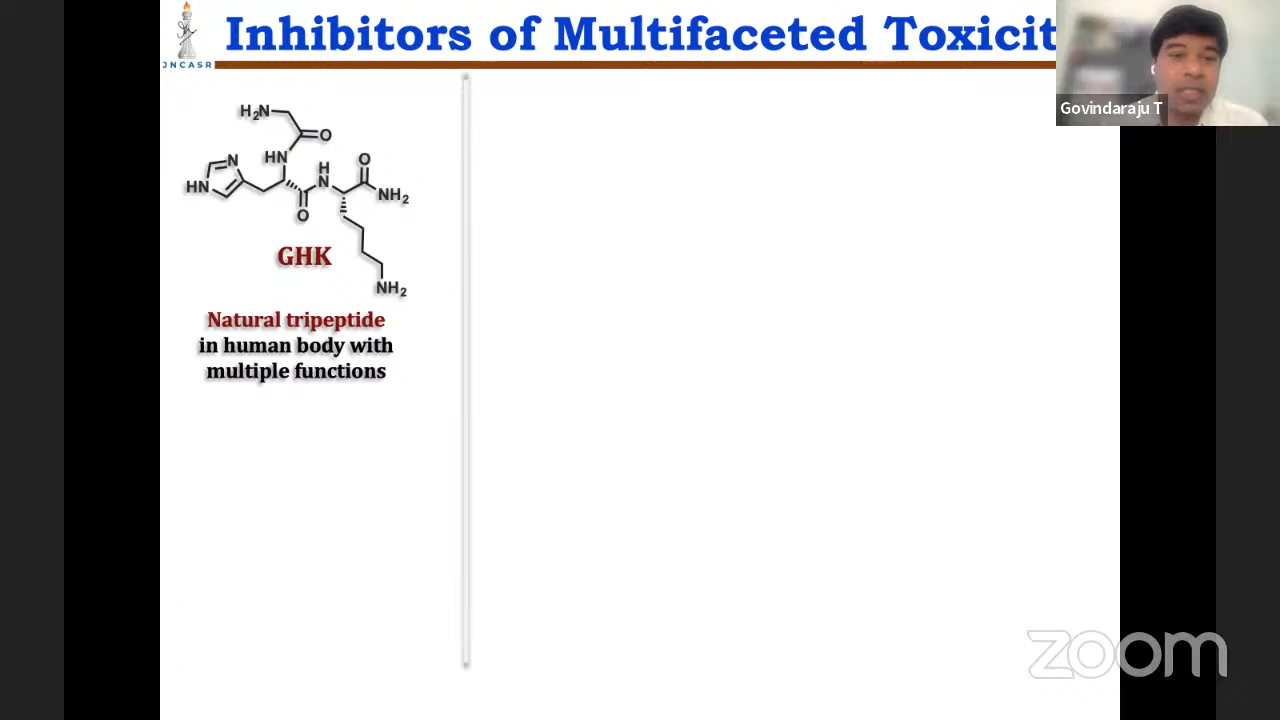 Inhibitors of Multifaceted Toxicit
JNCASR
Govindaraju T
H2N
O
HN
N
HN
H
N
O
O
NH2
GHK
NH2
Natural tripeptide
in human body with
multiple functions
zoom